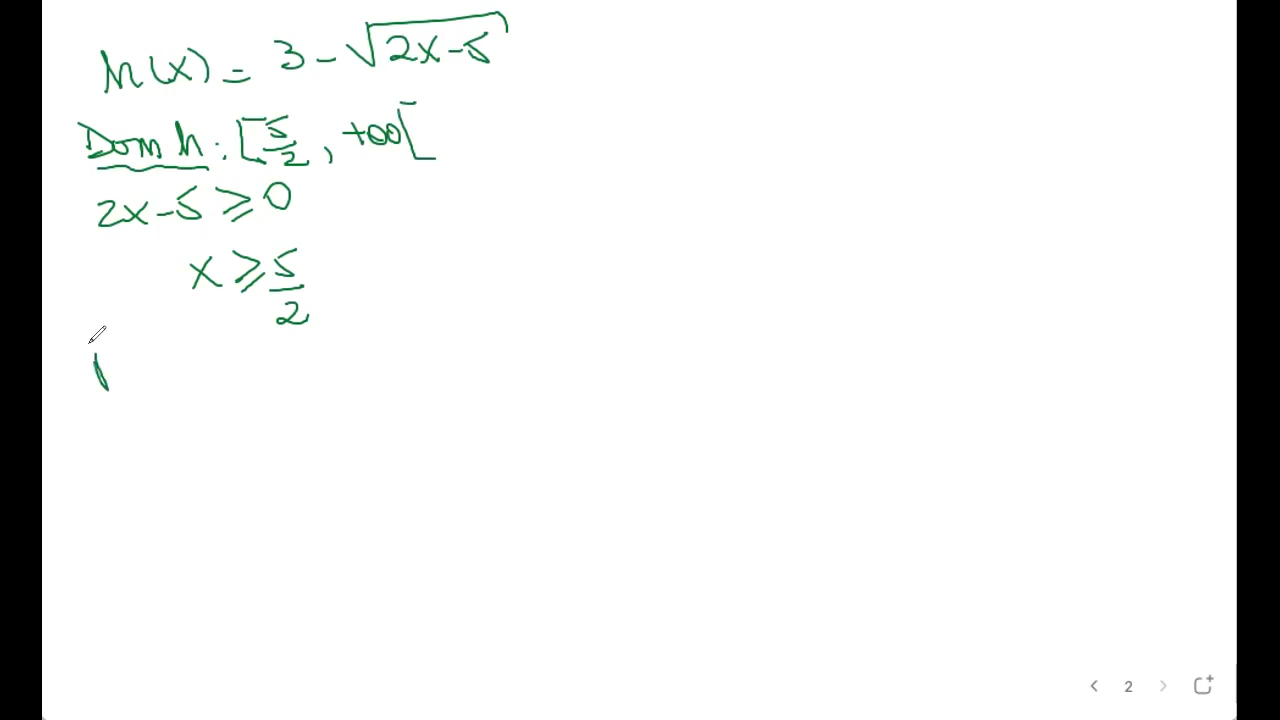 h(x) = 3 - √(2x-5)
Dom h : [5/2, +∞[
2x-5 ≥ 0
x ≥ 5/2
2